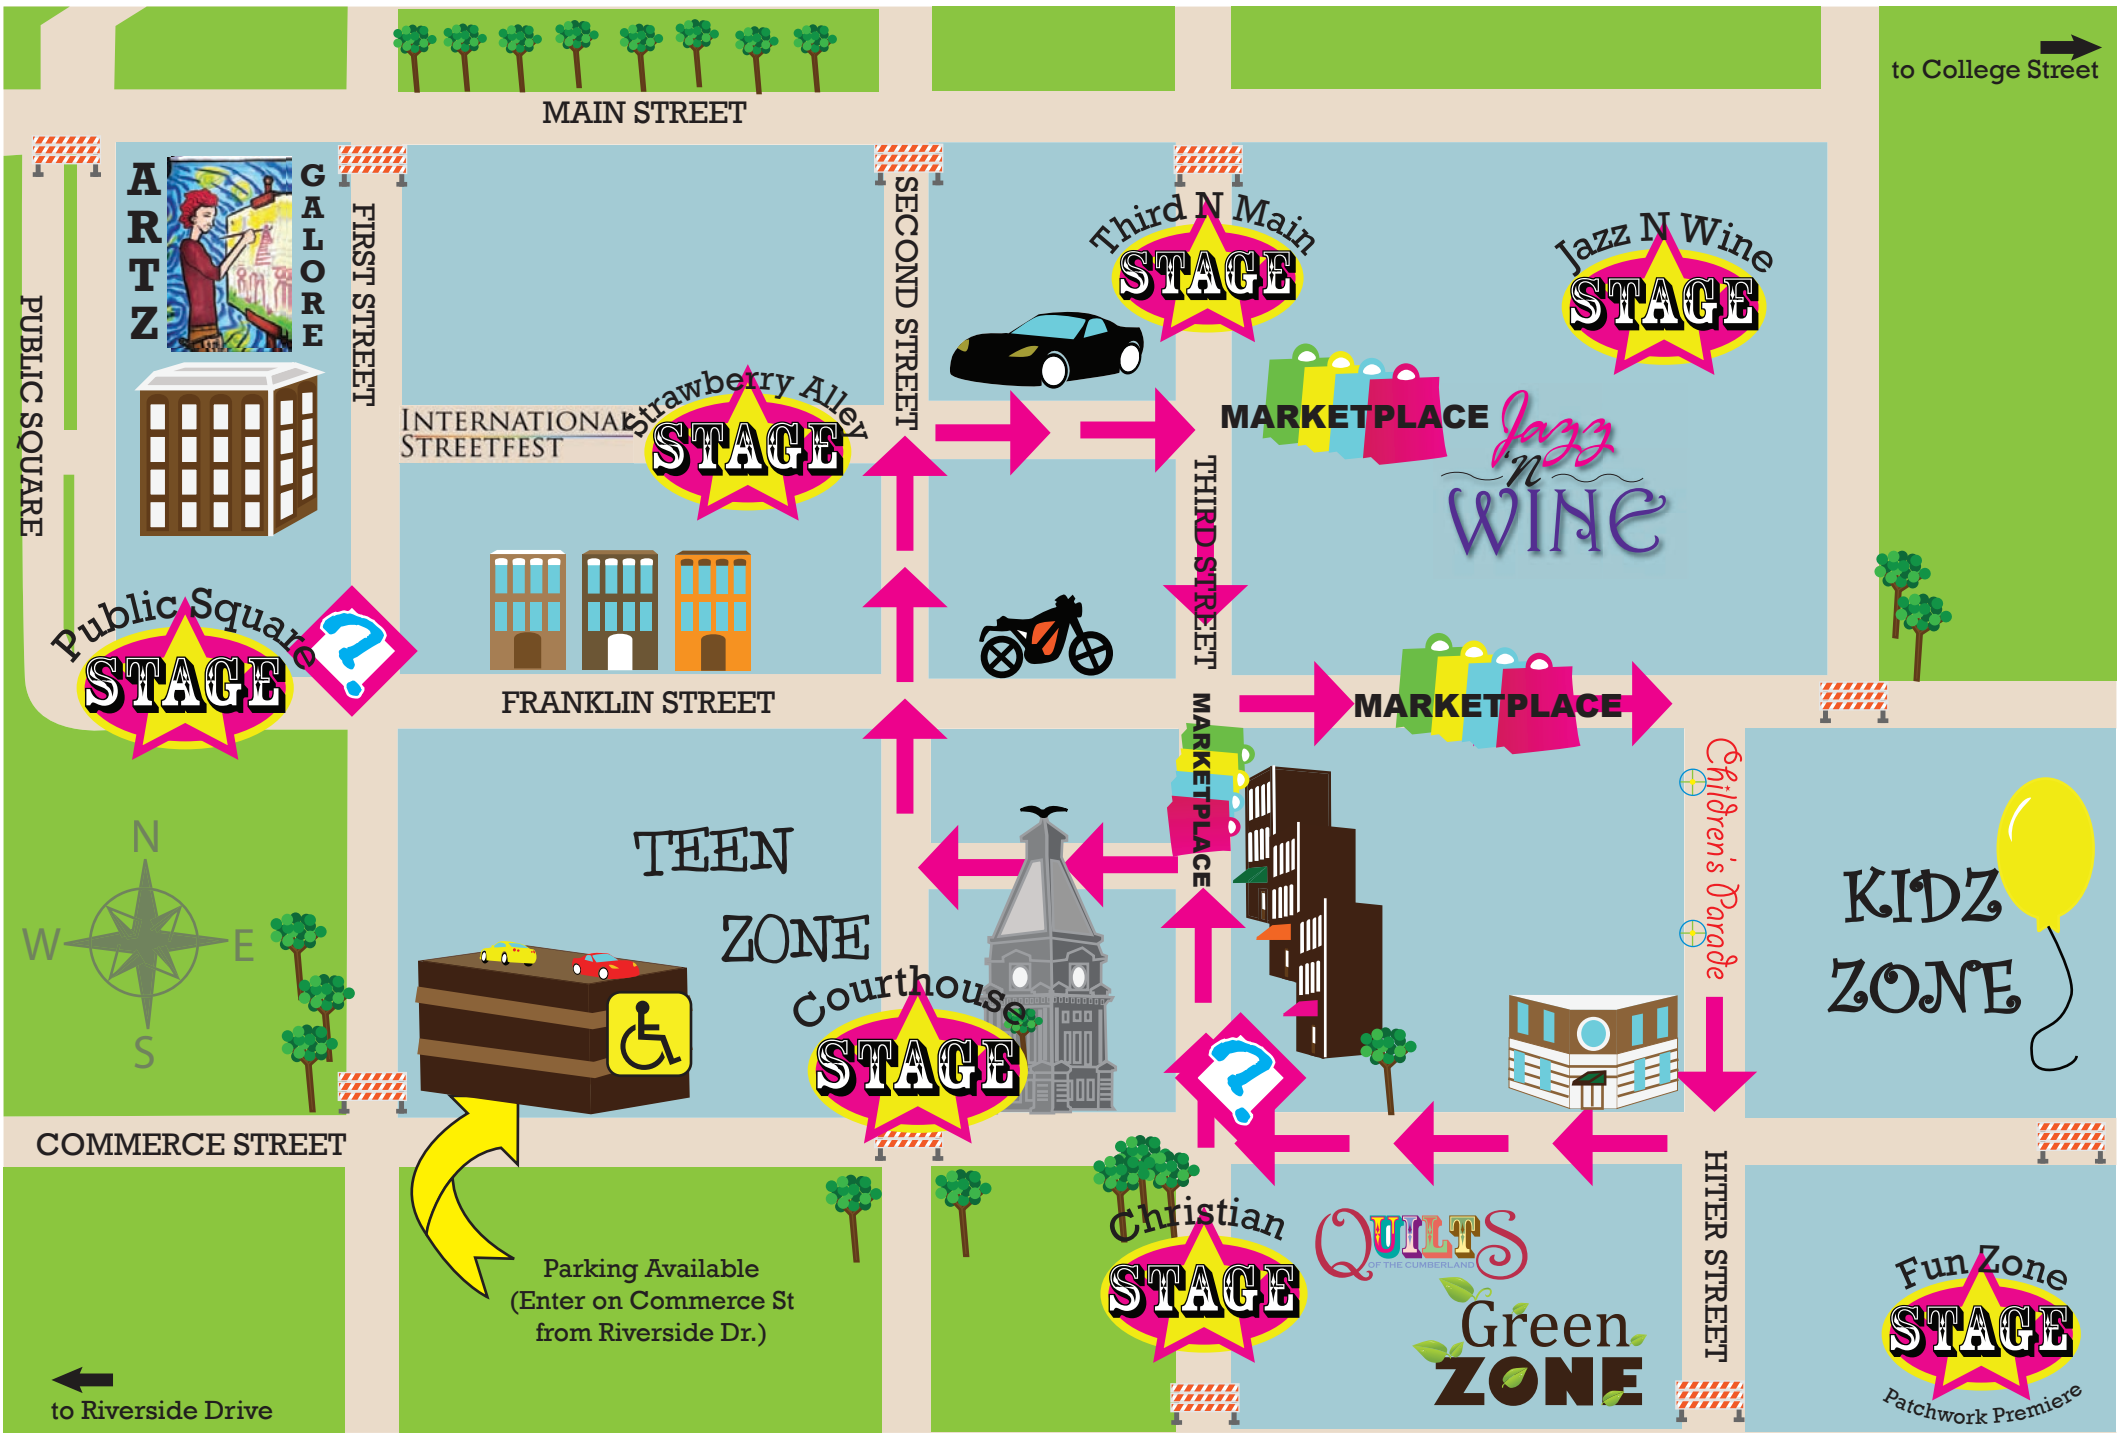 to College Street
MAIN STREET
ARTZ
GALORE
FIRST STREET
SECOND STREET
Third N Main
STAGE
Jazz N Wine
STAGE
PUBLIC SQUARE
INTERNATIONAL
STREETFEST
Strawberry Alley
STAGE
MARKETPLACE
Jazz
'N'
WINE
THIRD STREET
Public Square
STAGE
?
FRANKLIN STREET
MARKETPLACE
MARKETPLACE
Children's Parade
N
W
E
S
TEEN
ZONE
KIDZ
ZONE
Courthouse
STAGE
?
COMMERCE STREET
HITER STREET
Christian
STAGE
QUILTS
OF THE CUMBERLAND
Green
ZONE
Parking Available
(Enter on Commerce St
from Riverside Dr.)
Fun Zone
STAGE
Patchwork Premiere
to Riverside Drive